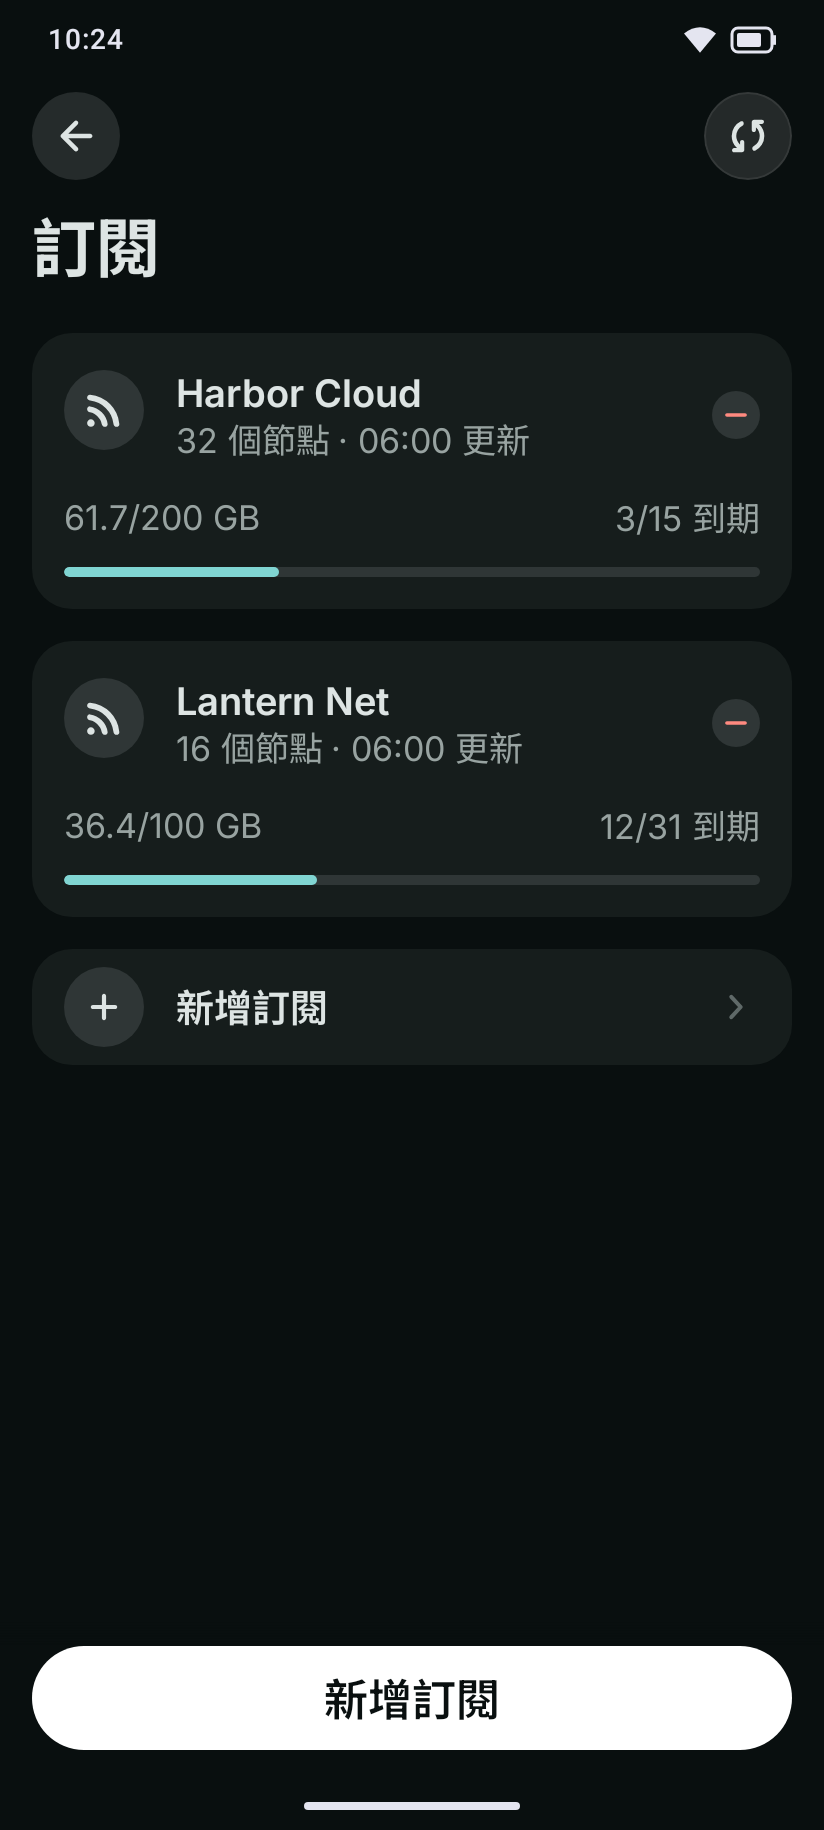 10:24
訂閱
Harbor Cloud
32 個節點 · 06:00 更新
61.7/200 GB
3/15 到期
Lantern Net
16 個節點 · 06:00 更新
36.4/100 GB
12/31 到期
新增訂閱
新增訂閱